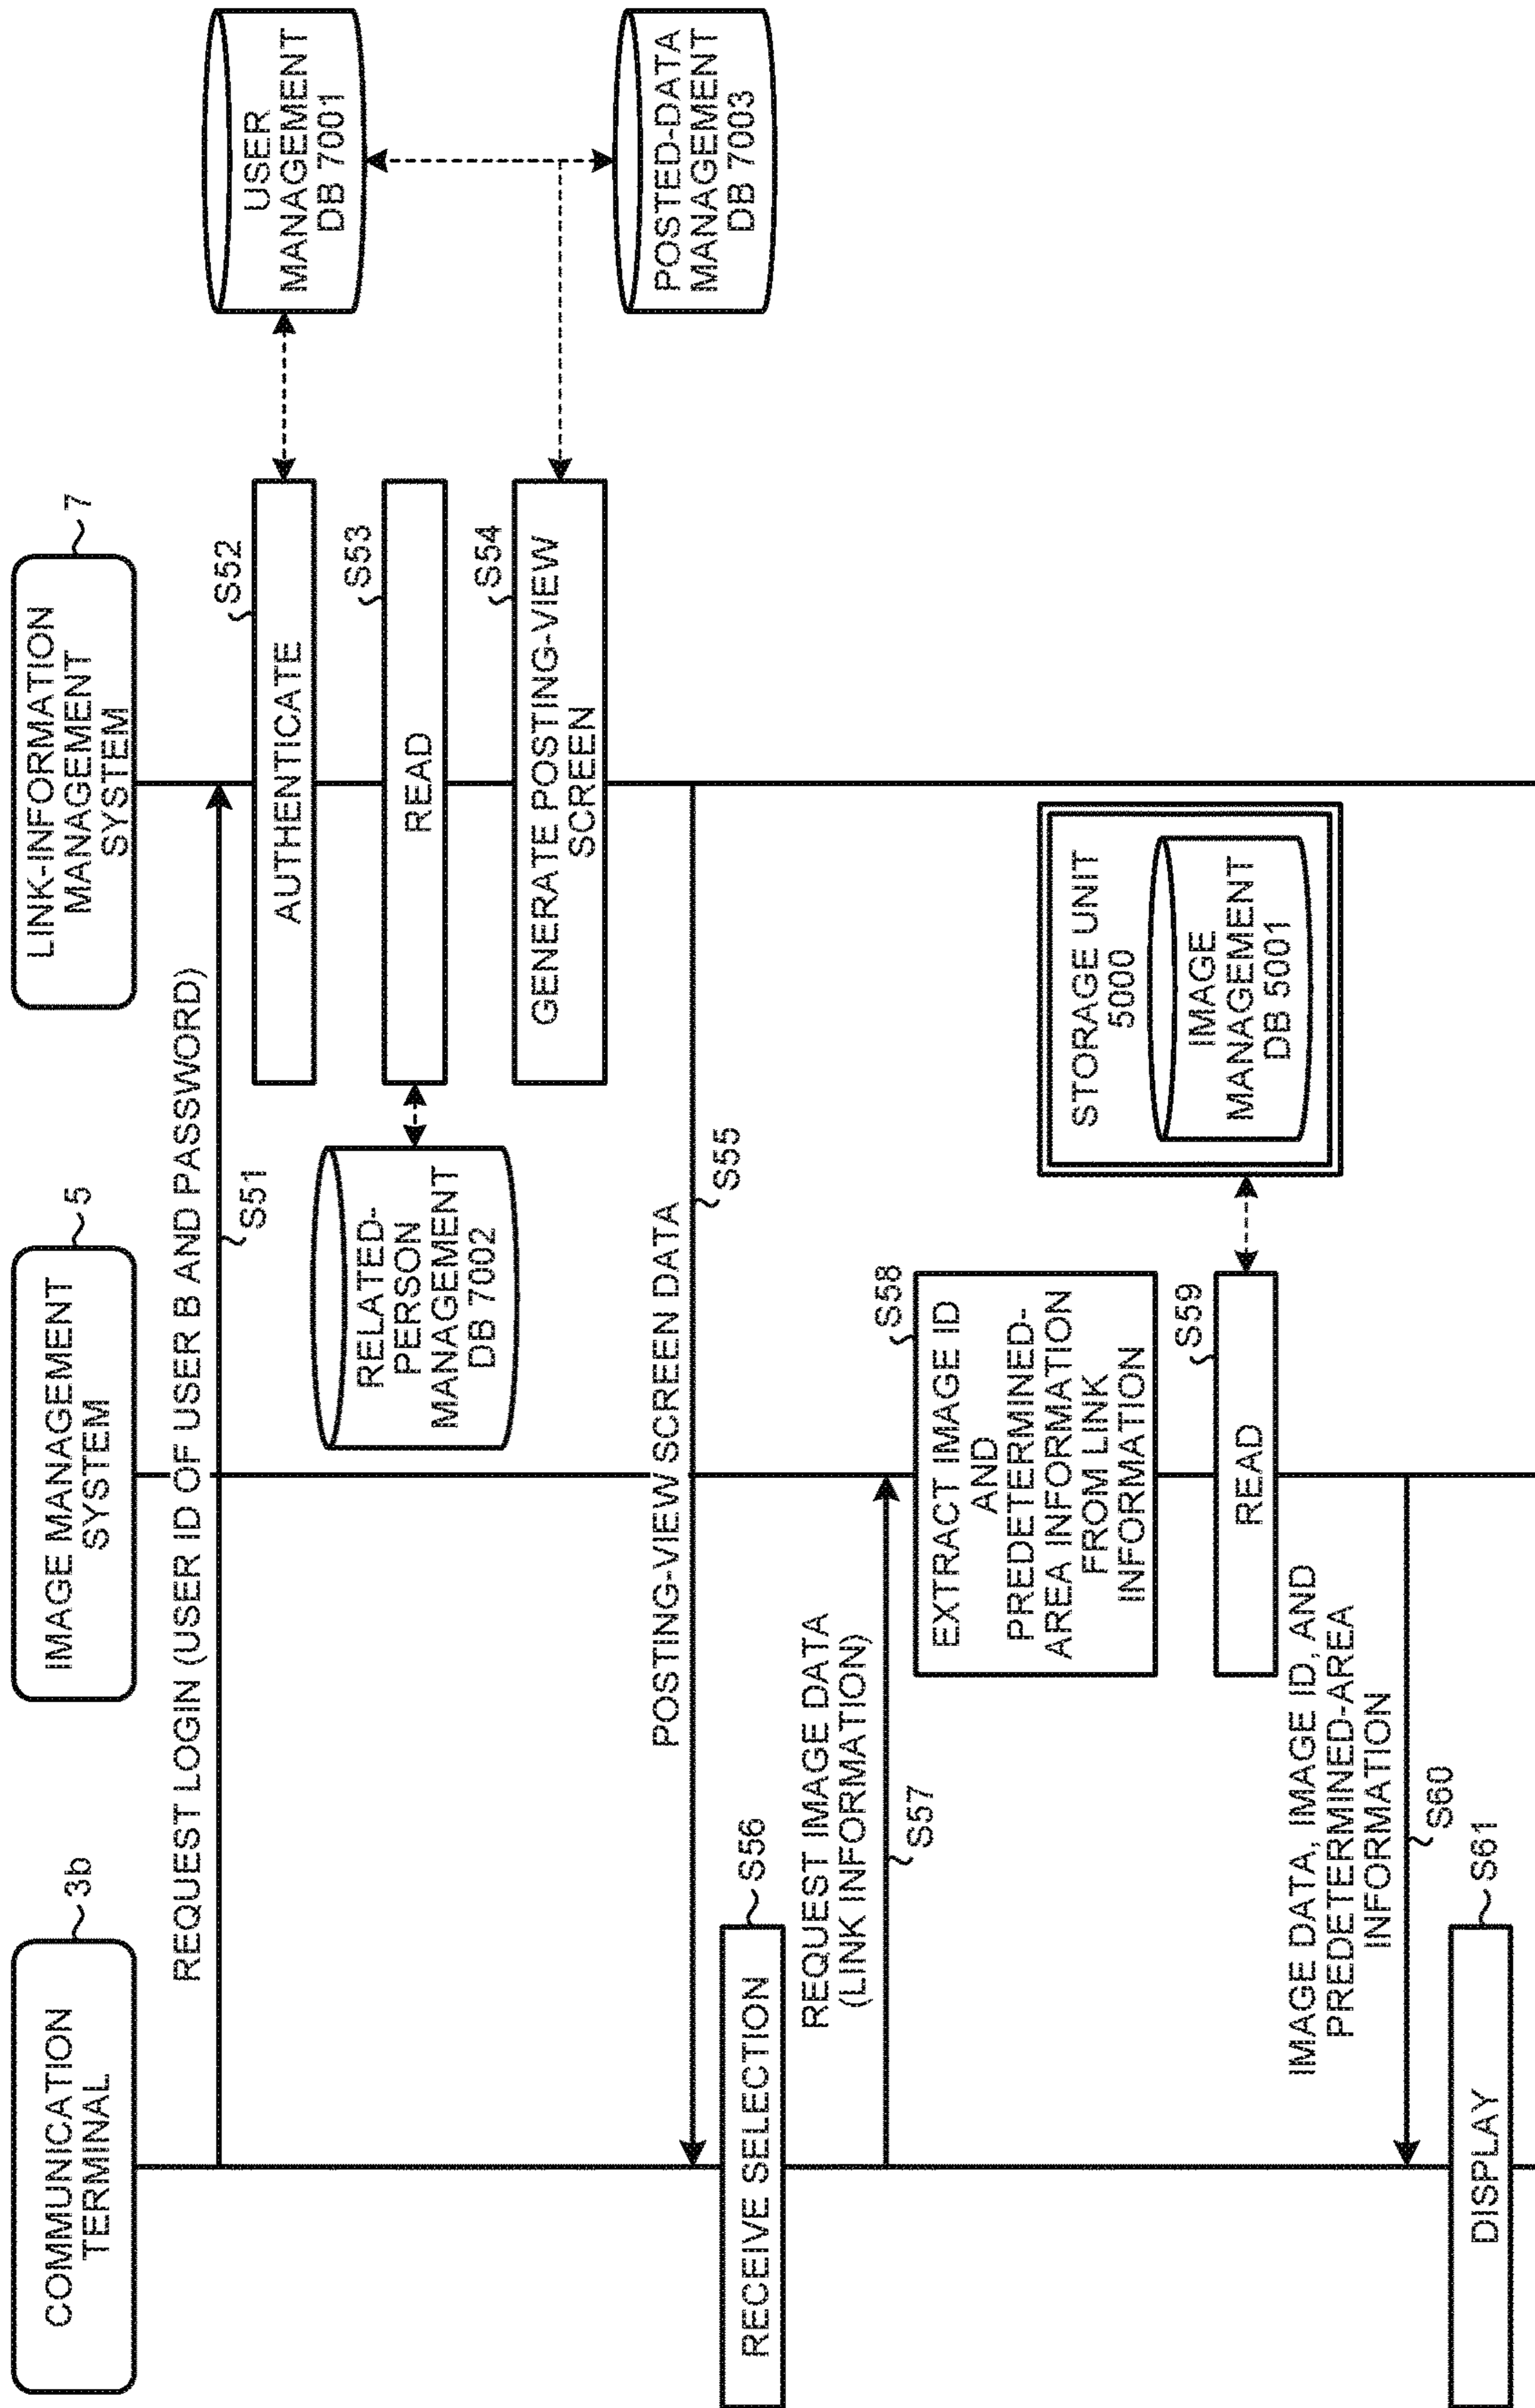 COMMUNICATION
TERMINAL
3b
IMAGE MANAGEMENT
SYSTEM
5
LINK-INFORMATION
MANAGEMENT
SYSTEM
7
REQUEST LOGIN (USER ID OF USER B AND PASSWORD)
S51
S52
AUTHENTICATE
USER
MANAGEMENT
DB 7001
RELATED-
PERSON
MANAGEMENT
DB 7002
S53
READ
S54
GENERATE POSTING-VIEW
SCREEN
POSTED-DATA
MANAGEMENT
DB 7003
POSTING-VIEW SCREEN DATA
S55
RECEIVE SELECTION
S56
REQUEST IMAGE DATA
(LINK INFORMATION)
S57
S58
EXTRACT IMAGE ID
AND
PREDETERMINED-
AREA INFORMATION
FROM LINK
INFORMATION
STORAGE UNIT
5000
IMAGE
MANAGEMENT
DB 5001
S59
READ
IMAGE DATA, IMAGE ID, AND
PREDETERMINED-AREA
INFORMATION
S60
DISPLAY
S61